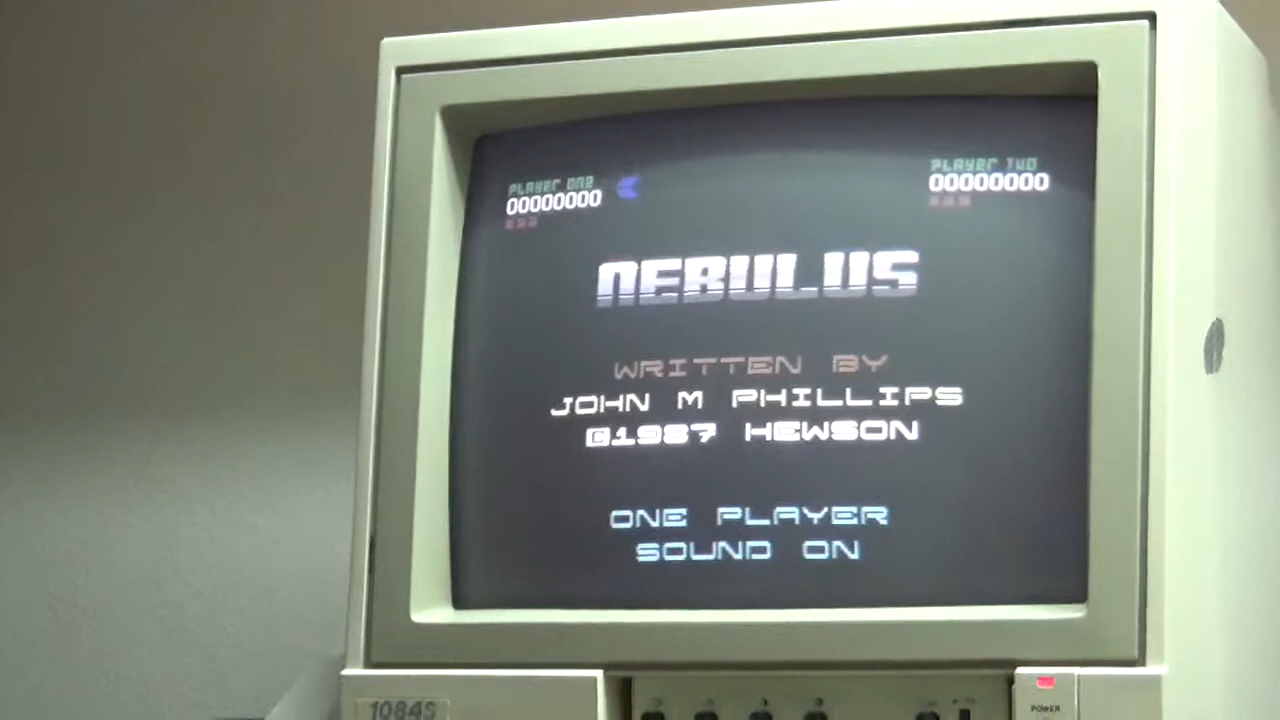 PLAYER ONE
00000000
PLAYER TWO
00000000
NEBULUS
WRITTEN BY
JOHN M PHILLIPS
©1987 HEWSON
ONE PLAYER
SOUND ON
1084S
POWER